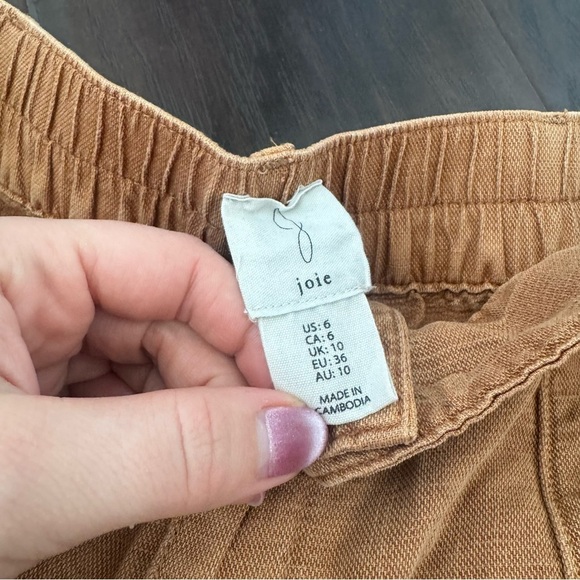 joie
US: 6
CA: 6
UK: 10
EU: 36
AU: 10
MADE IN
CAMBODIA